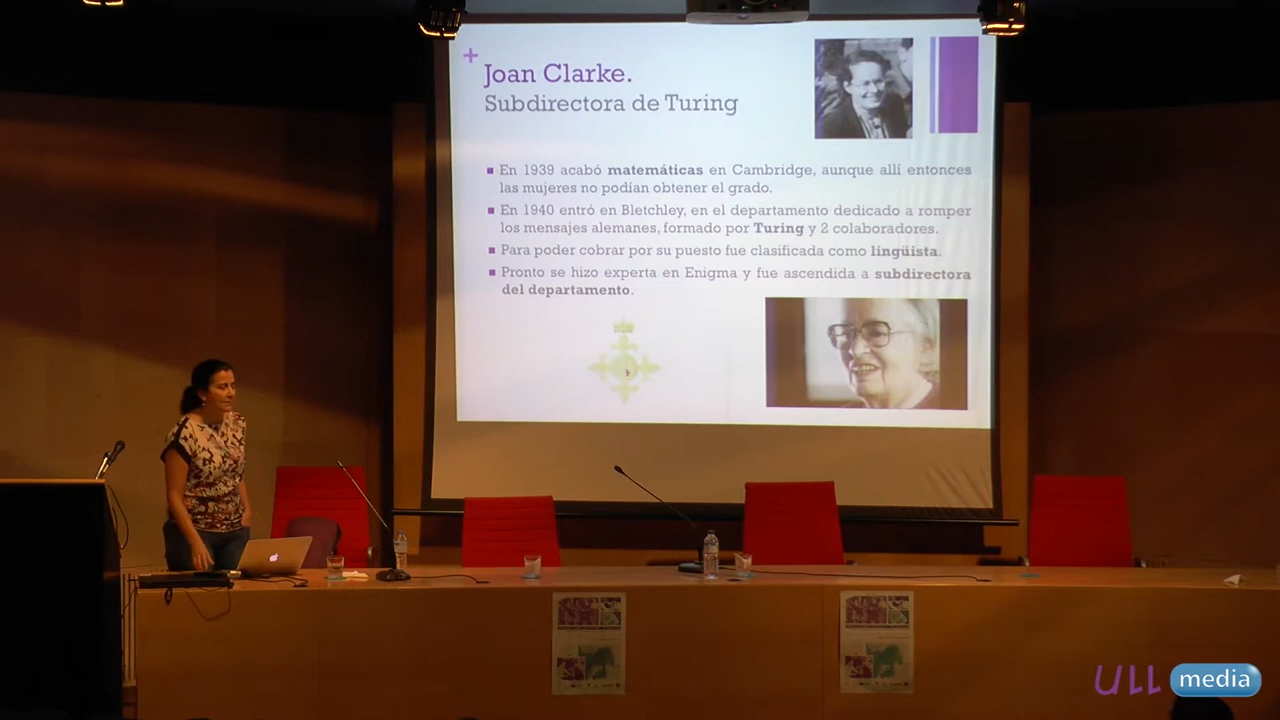 +
Joan Clarke.
Subdirectora de Turing
En 1939 acabó matemáticas en Cambridge, aunque allí entonces
las mujeres no podían obtener el grado.
En 1940 entró en Bletchley, en el departamento dedicado a romper
los mensajes alemanes, formado por Turing y 2 colaboradores.
Para poder cobrar por su puesto fue clasificada como lingüista.
Pronto se hizo experta en Enigma y fue ascendida a subdirectora
del departamento.
ULL media